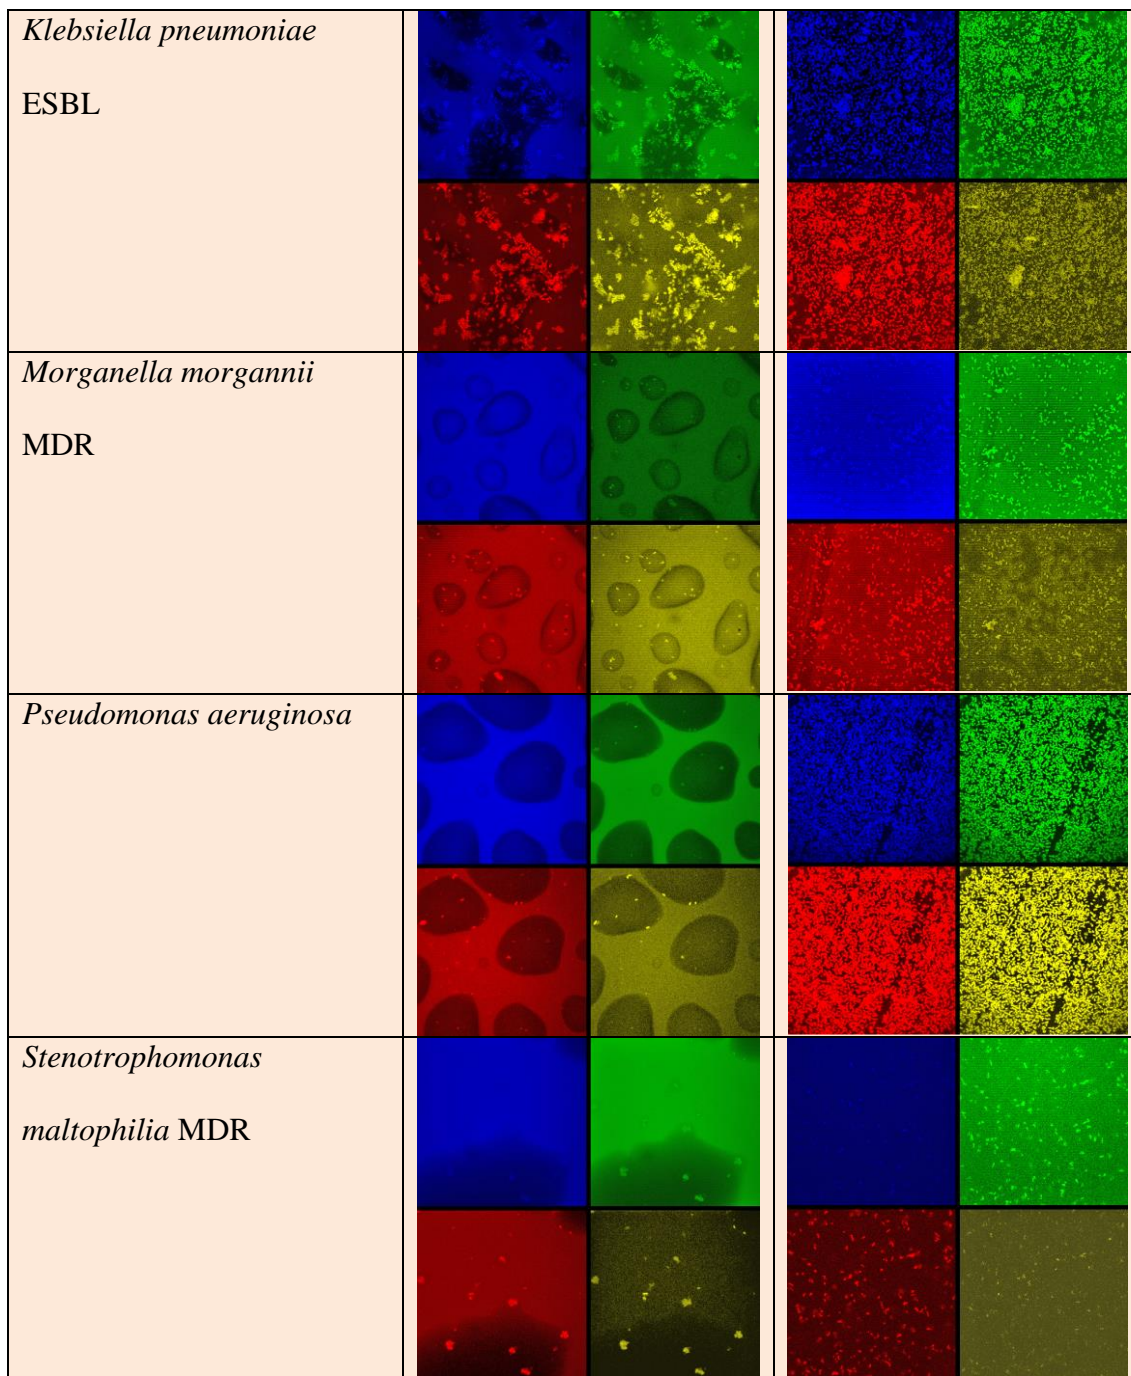 Klebsiella pneumoniae
ESBL
Morganella morgannii
MDR
Pseudomonas aeruginosa
Stenotrophomonas
maltophilia MDR